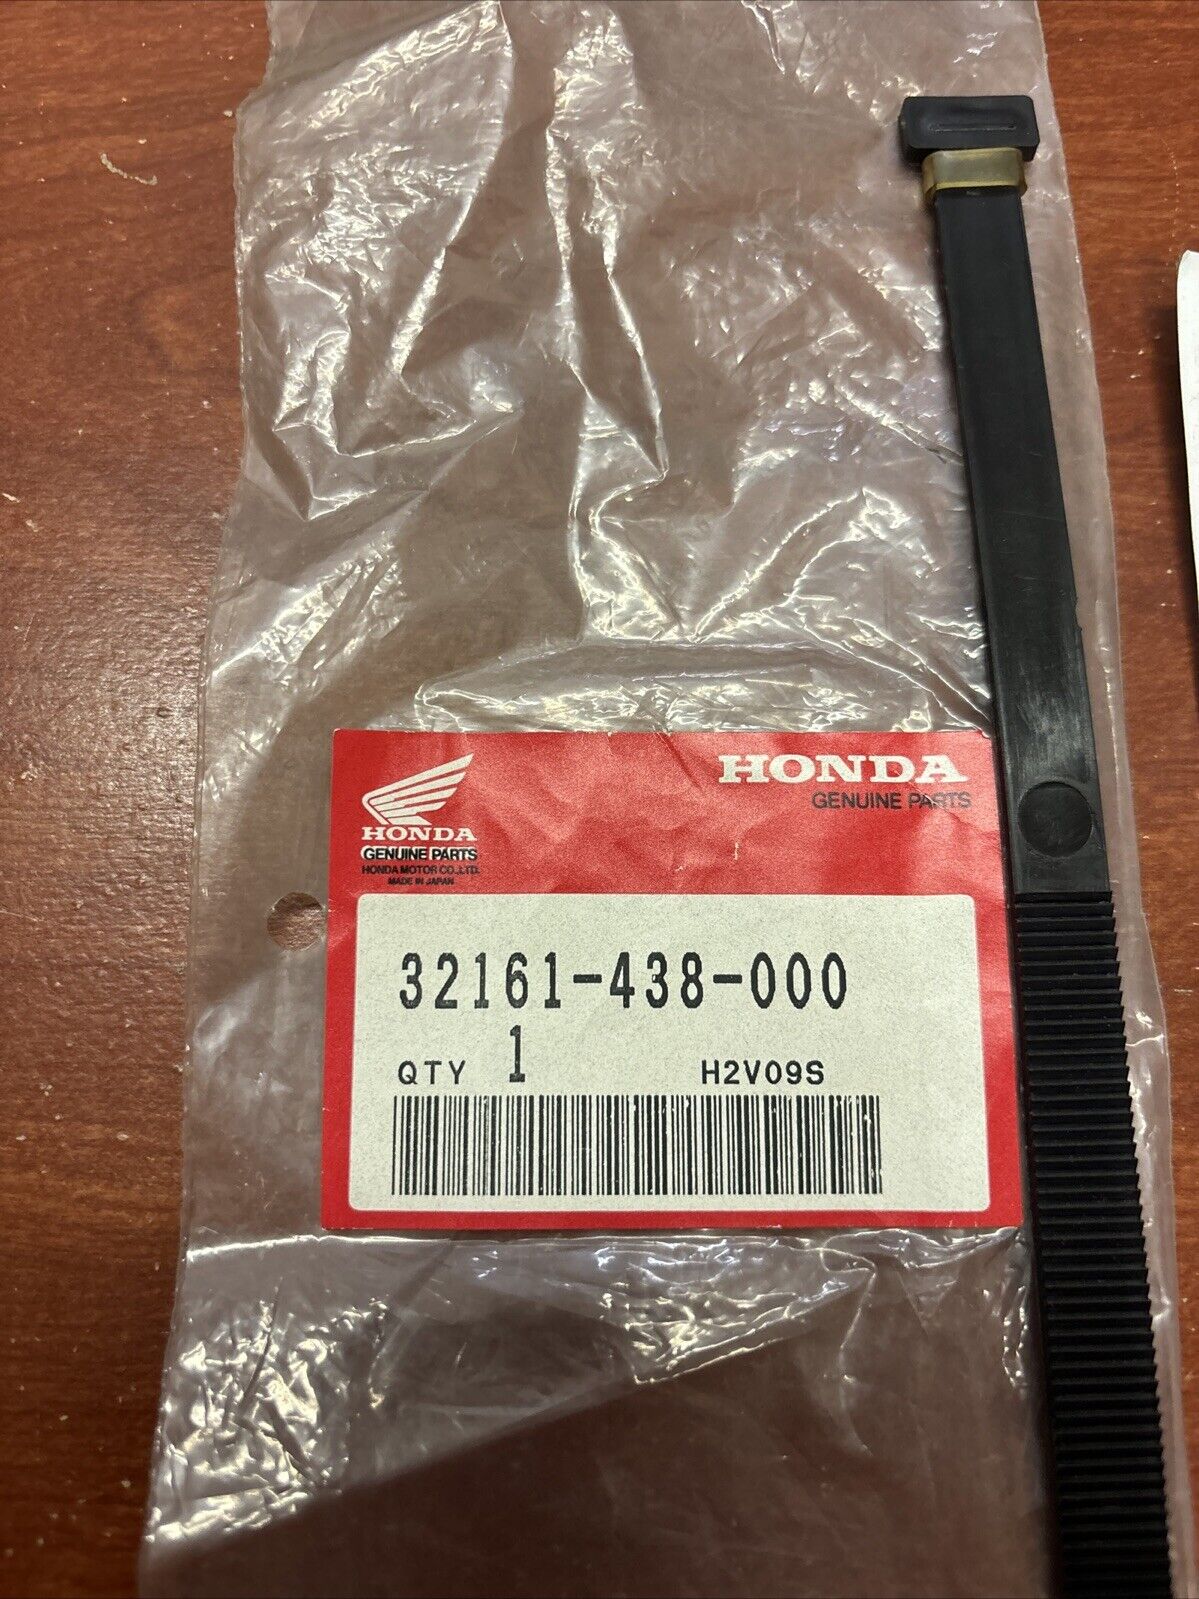 HONDA
GENUINE PARTS
HONDA MOTOR CO.,LTD.
MADE IN JAPAN
HONDA
GENUINE PARTS
32161-438-000
QTY 1 H2V09S